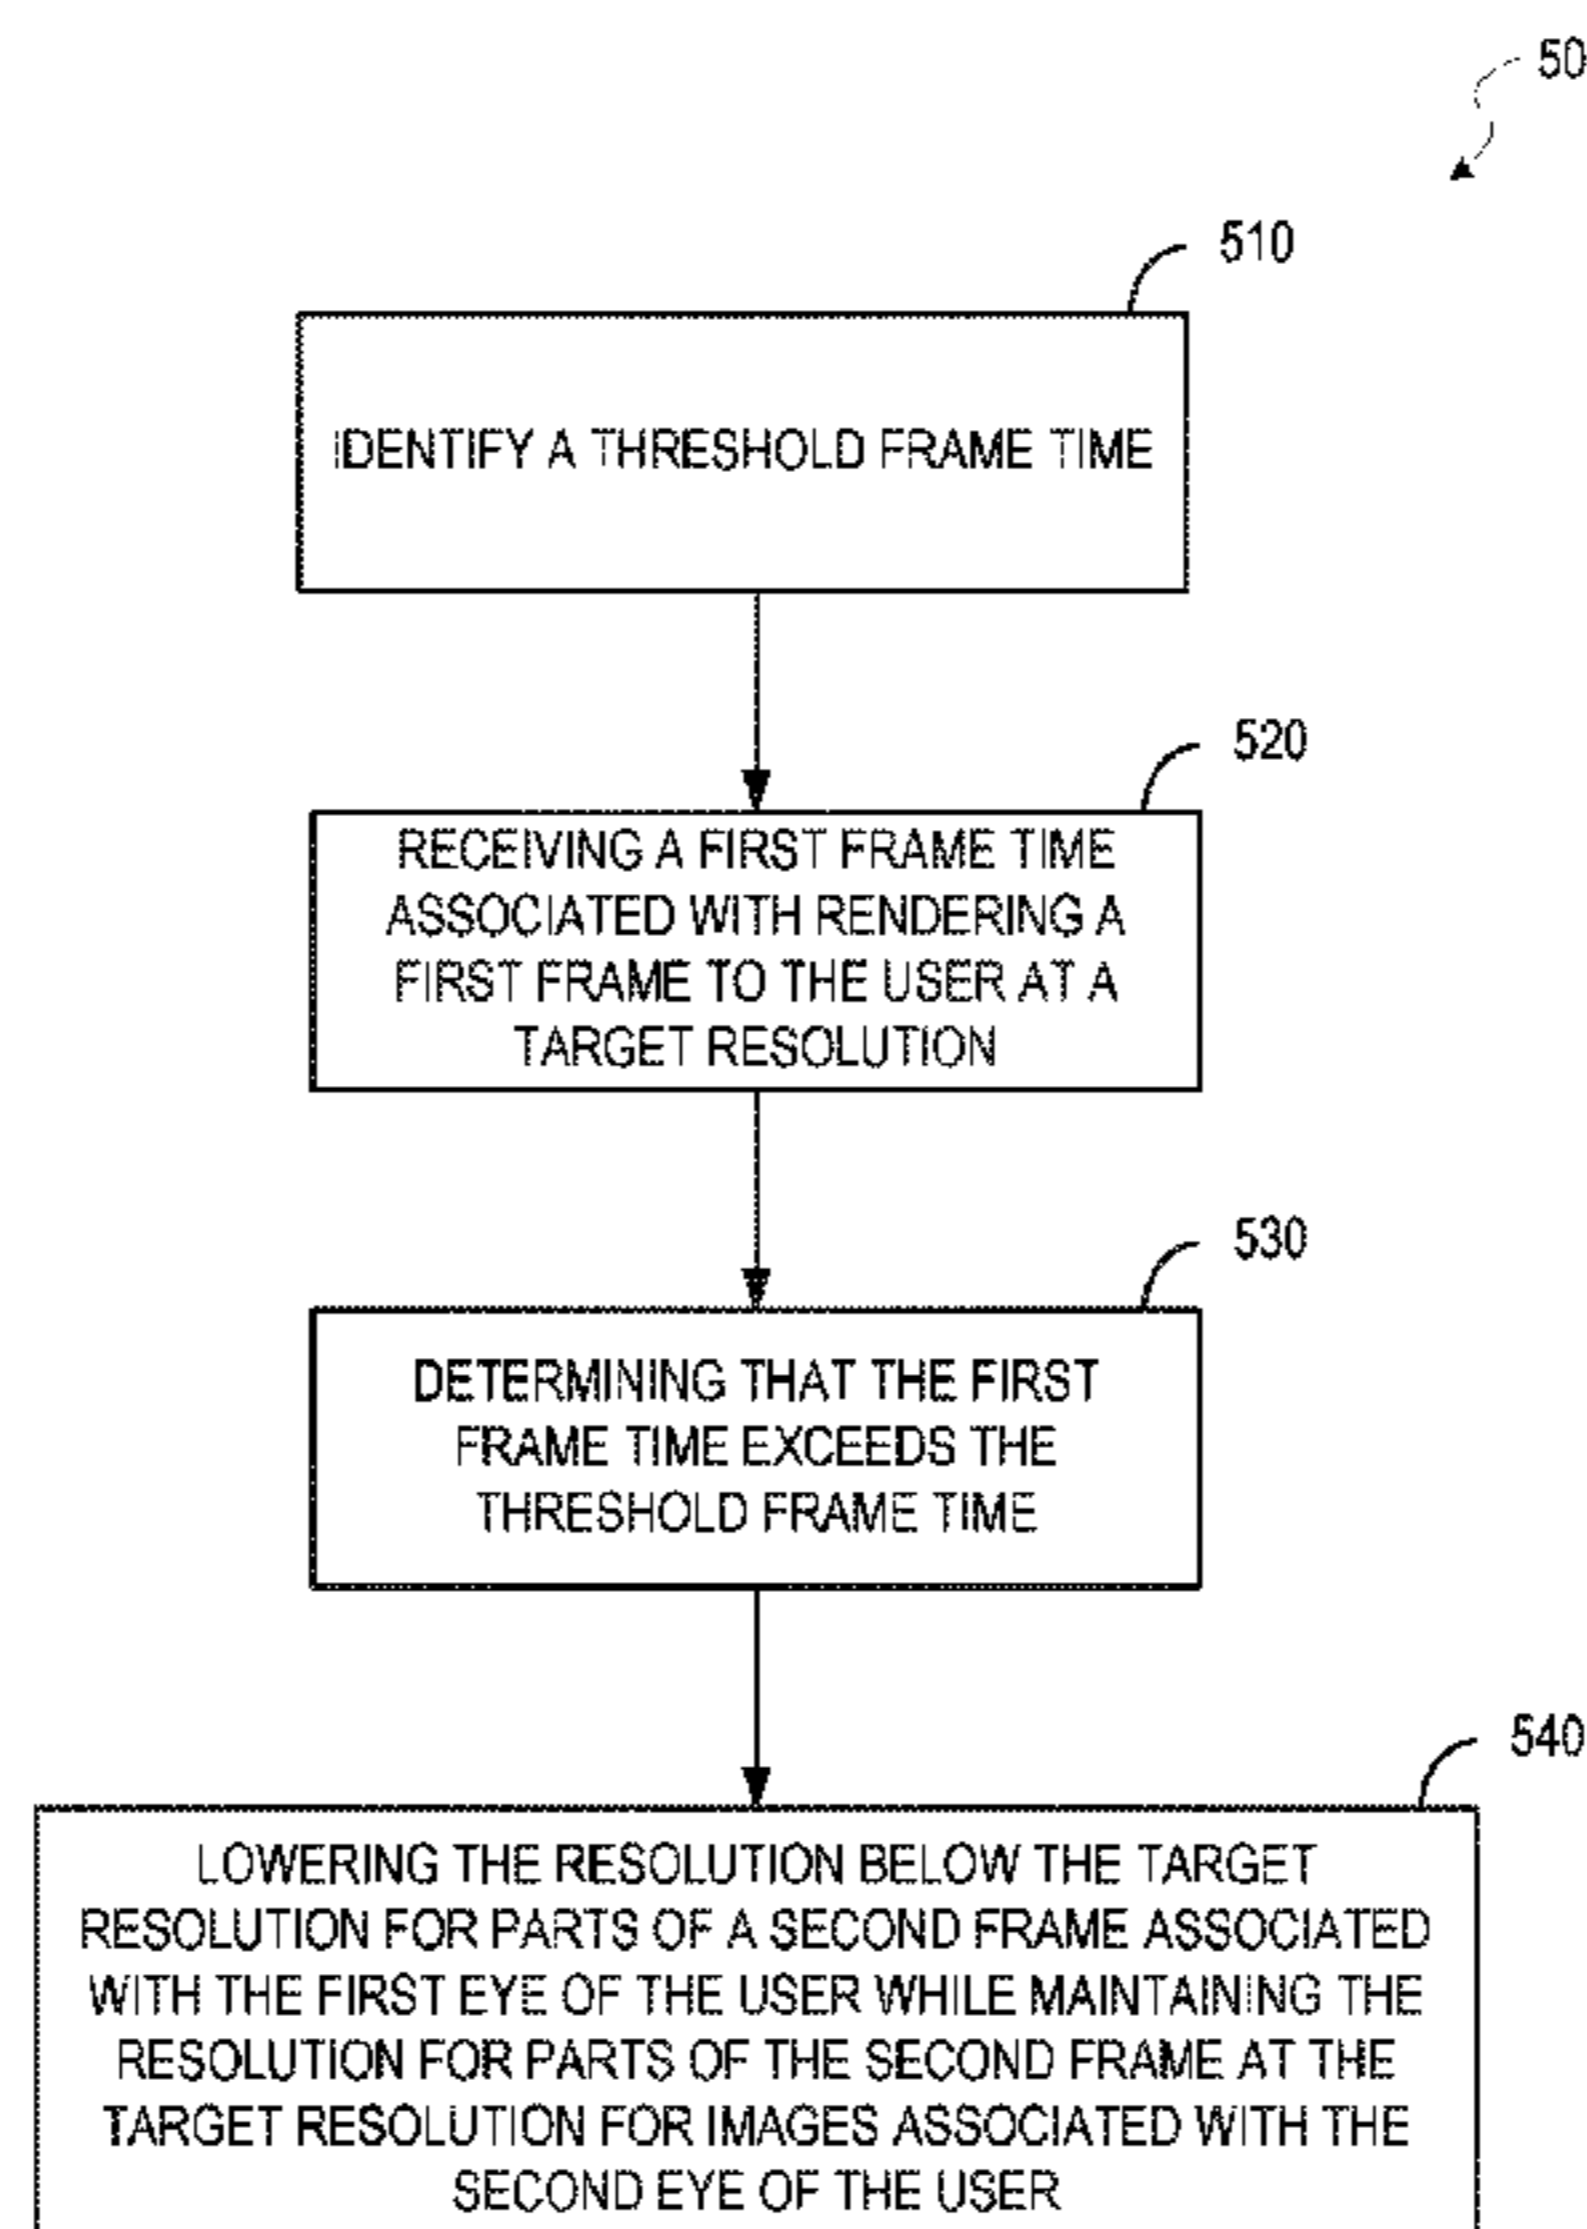 50
510
IDENTIFY A THRESHOLD FRAME TIME
520
RECEIVING A FIRST FRAME TIME
ASSOCIATED WITH RENDERING A
FIRST FRAME TO THE USER AT A
TARGET RESOLUTION
530
DETERMINING THAT THE FIRST
FRAME TIME EXCEEDS THE
THRESHOLD FRAME TIME
540
LOWERING THE RESOLUTION BELOW THE TARGET
RESOLUTION FOR PARTS OF A SECOND FRAME ASSOCIATED
WITH THE FIRST EYE OF THE USER WHILE MAINTAINING THE
RESOLUTION FOR PARTS OF THE SECOND FRAME AT THE
TARGET RESOLUTION FOR IMAGES ASSOCIATED WITH THE
SECOND EYE OF THE USER